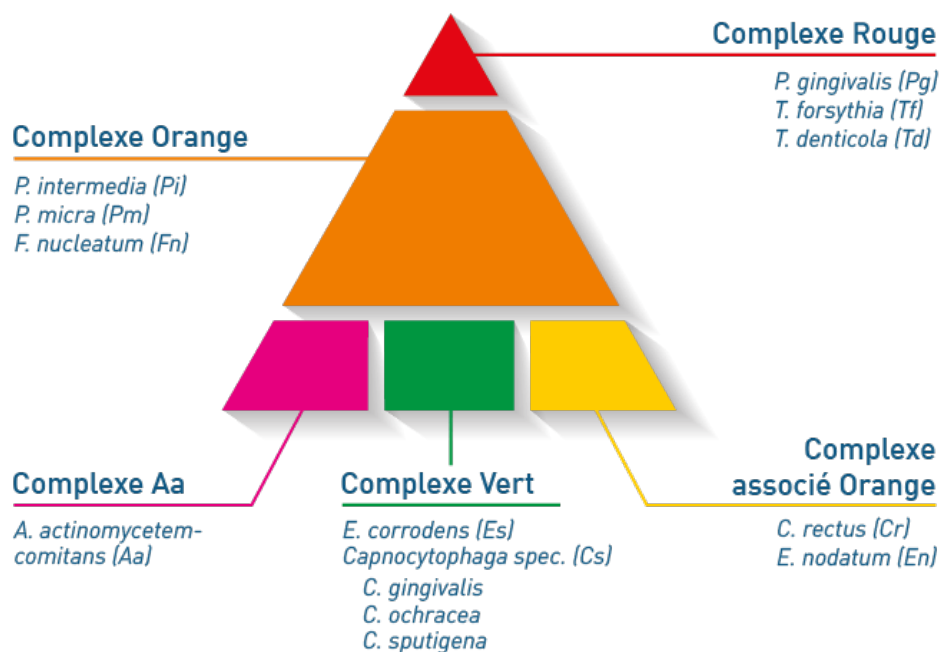 Complexe Rouge
P. gingivalis (Pg)
T. forsythia (Tf)
T. denticola (Td)
Complexe Orange
P. intermedia (Pi)
P. micra (Pm)
F. nucleatum (Fn)
Complexe Aa
A. actinomycetem-
comitans (Aa)
Complexe Vert
E. corrodens (Es)
Capnocytophaga spec. (Cs)
C. gingivalis
C. ochracea
C. sputigena
Complexe
associé Orange
C. rectus (Cr)
E. nodatum (En)